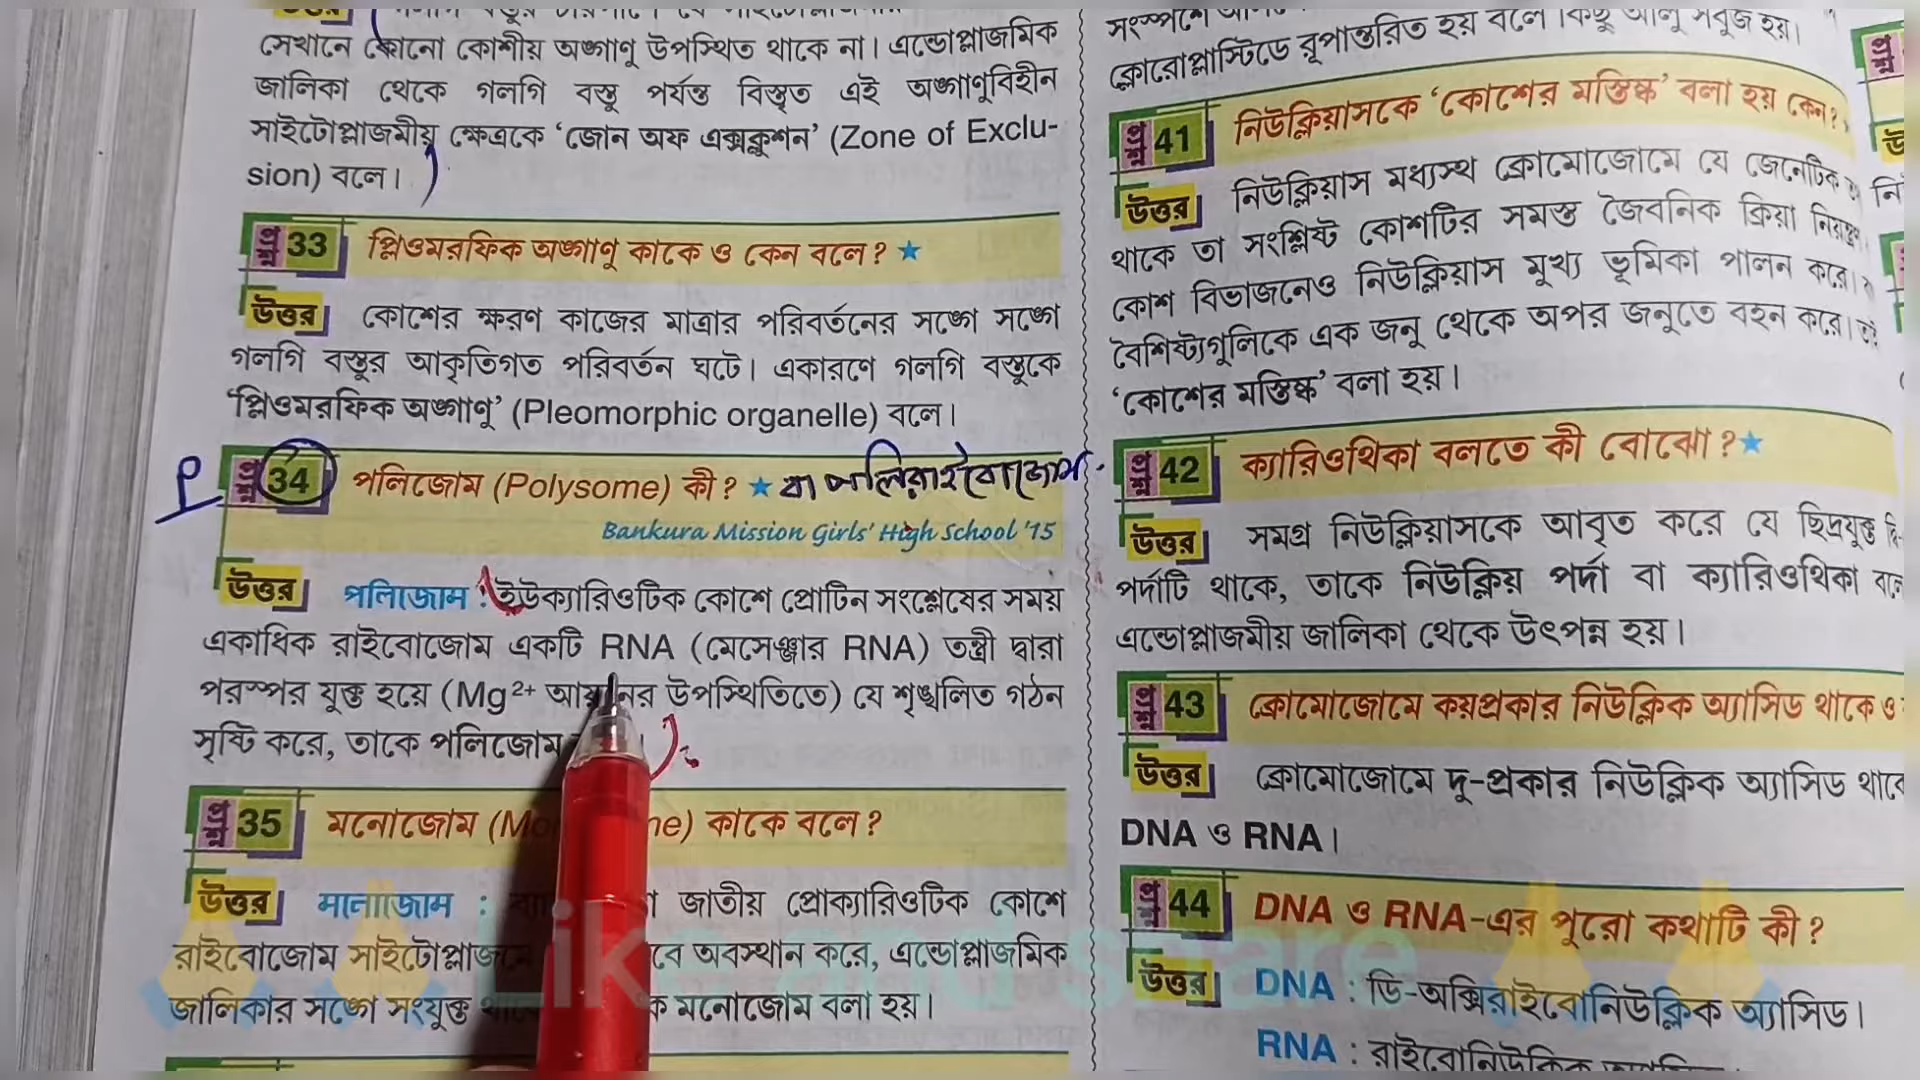 সেখানে কোনো কোশীয় অঙ্গাণু উপস্থিত থাকে না। এন্ডোপ্লাজমিক
জালিকা থেকে গলগি বস্তু পর্যন্ত বিস্তৃত এই অঙ্গাণুবিহীন
সাইটোপ্লাজমীয় ক্ষেত্রকে ‘জোন অফ এক্সক্লুশন’ (Zone of Exclu-
sion) বলে।
প্রশ্ন 33 প্লিওমরফিক অঙ্গাণু কাকে ও কেন বলে? ★
উত্তর কোশের ক্ষরণ কাজের মাত্রার পরিবর্তনের সঙ্গে সঙ্গে
গলগি বস্তুর আকৃতিগত পরিবর্তন ঘটে। একারণে গলগি বস্তুকে
‘প্লিওমরফিক অঙ্গাণু’ (Pleomorphic organelle) বলে।
P প্রশ্ন 34 পলিজোম (Polysome) কী? ★ বা পলিরাইবোজোম
Bankura Mission Girls' High School '15
উত্তর পলিজোম : ইউক্যারিওটিক কোশে প্রোটিন সংশ্লেষের সময়
একাধিক রাইবোজোম একটি RNA (মেসেঞ্জার RNA) তন্ত্রী দ্বারা
পরস্পর যুক্ত হয়ে (Mg²⁺ উপস্থিতিতে) যে শৃঙ্খলিত গঠন
সৃষ্টি করে, তাকে পলিজোম
প্রশ্ন 35 মনোজোম কাকে বলে?
উত্তর মনোজোম : জাতীয় প্রোক্যারিওটিক কোশে
রাইবোজোম অবস্থান করে, এন্ডোপ্লাজমিক
জালিকার সঙ্গে সংযুক্ত মনোজোম বলা হয়।
ক্লোরোপ্লাস্টিডে রূপান্তরিত হয় বলে কিছু আলু সবুজ হয়।
প্রশ্ন 41 নিউক্লিয়াসকে ‘কোশের মস্তিষ্ক’ বলা হয় কেন?
উত্তর নিউক্লিয়াস মধ্যস্থ ক্রোমোজোমে যে জেনেটিক
থাকে তা সংশ্লিষ্ট কোশটির সমস্ত জৈবনিক ক্রিয়া
কোশ বিভাজনেও নিউক্লিয়াস মুখ্য ভূমিকা পালন করে।
বৈশিষ্ট্যগুলিকে এক জনু থেকে অপর জনুতে বহন করে।
‘কোশের মস্তিষ্ক’ বলা হয়।
প্রশ্ন 42 ক্যারিওথিকা বলতে কী বোঝো? ★
উত্তর সমগ্র নিউক্লিয়াসকে আবৃত করে যে ছিদ্রযুক্ত
পর্দাটি থাকে, তাকে নিউক্লিয় পর্দা বা ক্যারিওথিকা বলে
এন্ডোপ্লাজমীয় জালিকা থেকে উৎপন্ন হয়।
প্রশ্ন 43 ক্রোমোজোমে কয়প্রকার নিউক্লিক অ্যাসিড থাকে ও
উত্তর ক্রোমোজোমে দু-প্রকার নিউক্লিক অ্যাসিড থাকে
DNA ও RNA।
প্রশ্ন 44 DNA ও RNA-এর পুরো কথাটি কী?
উত্তর DNA : ডি-অক্সিরাইবোনিউক্লিক অ্যাসিড।
RNA : রাইবোনিউক্লিক
Like and share